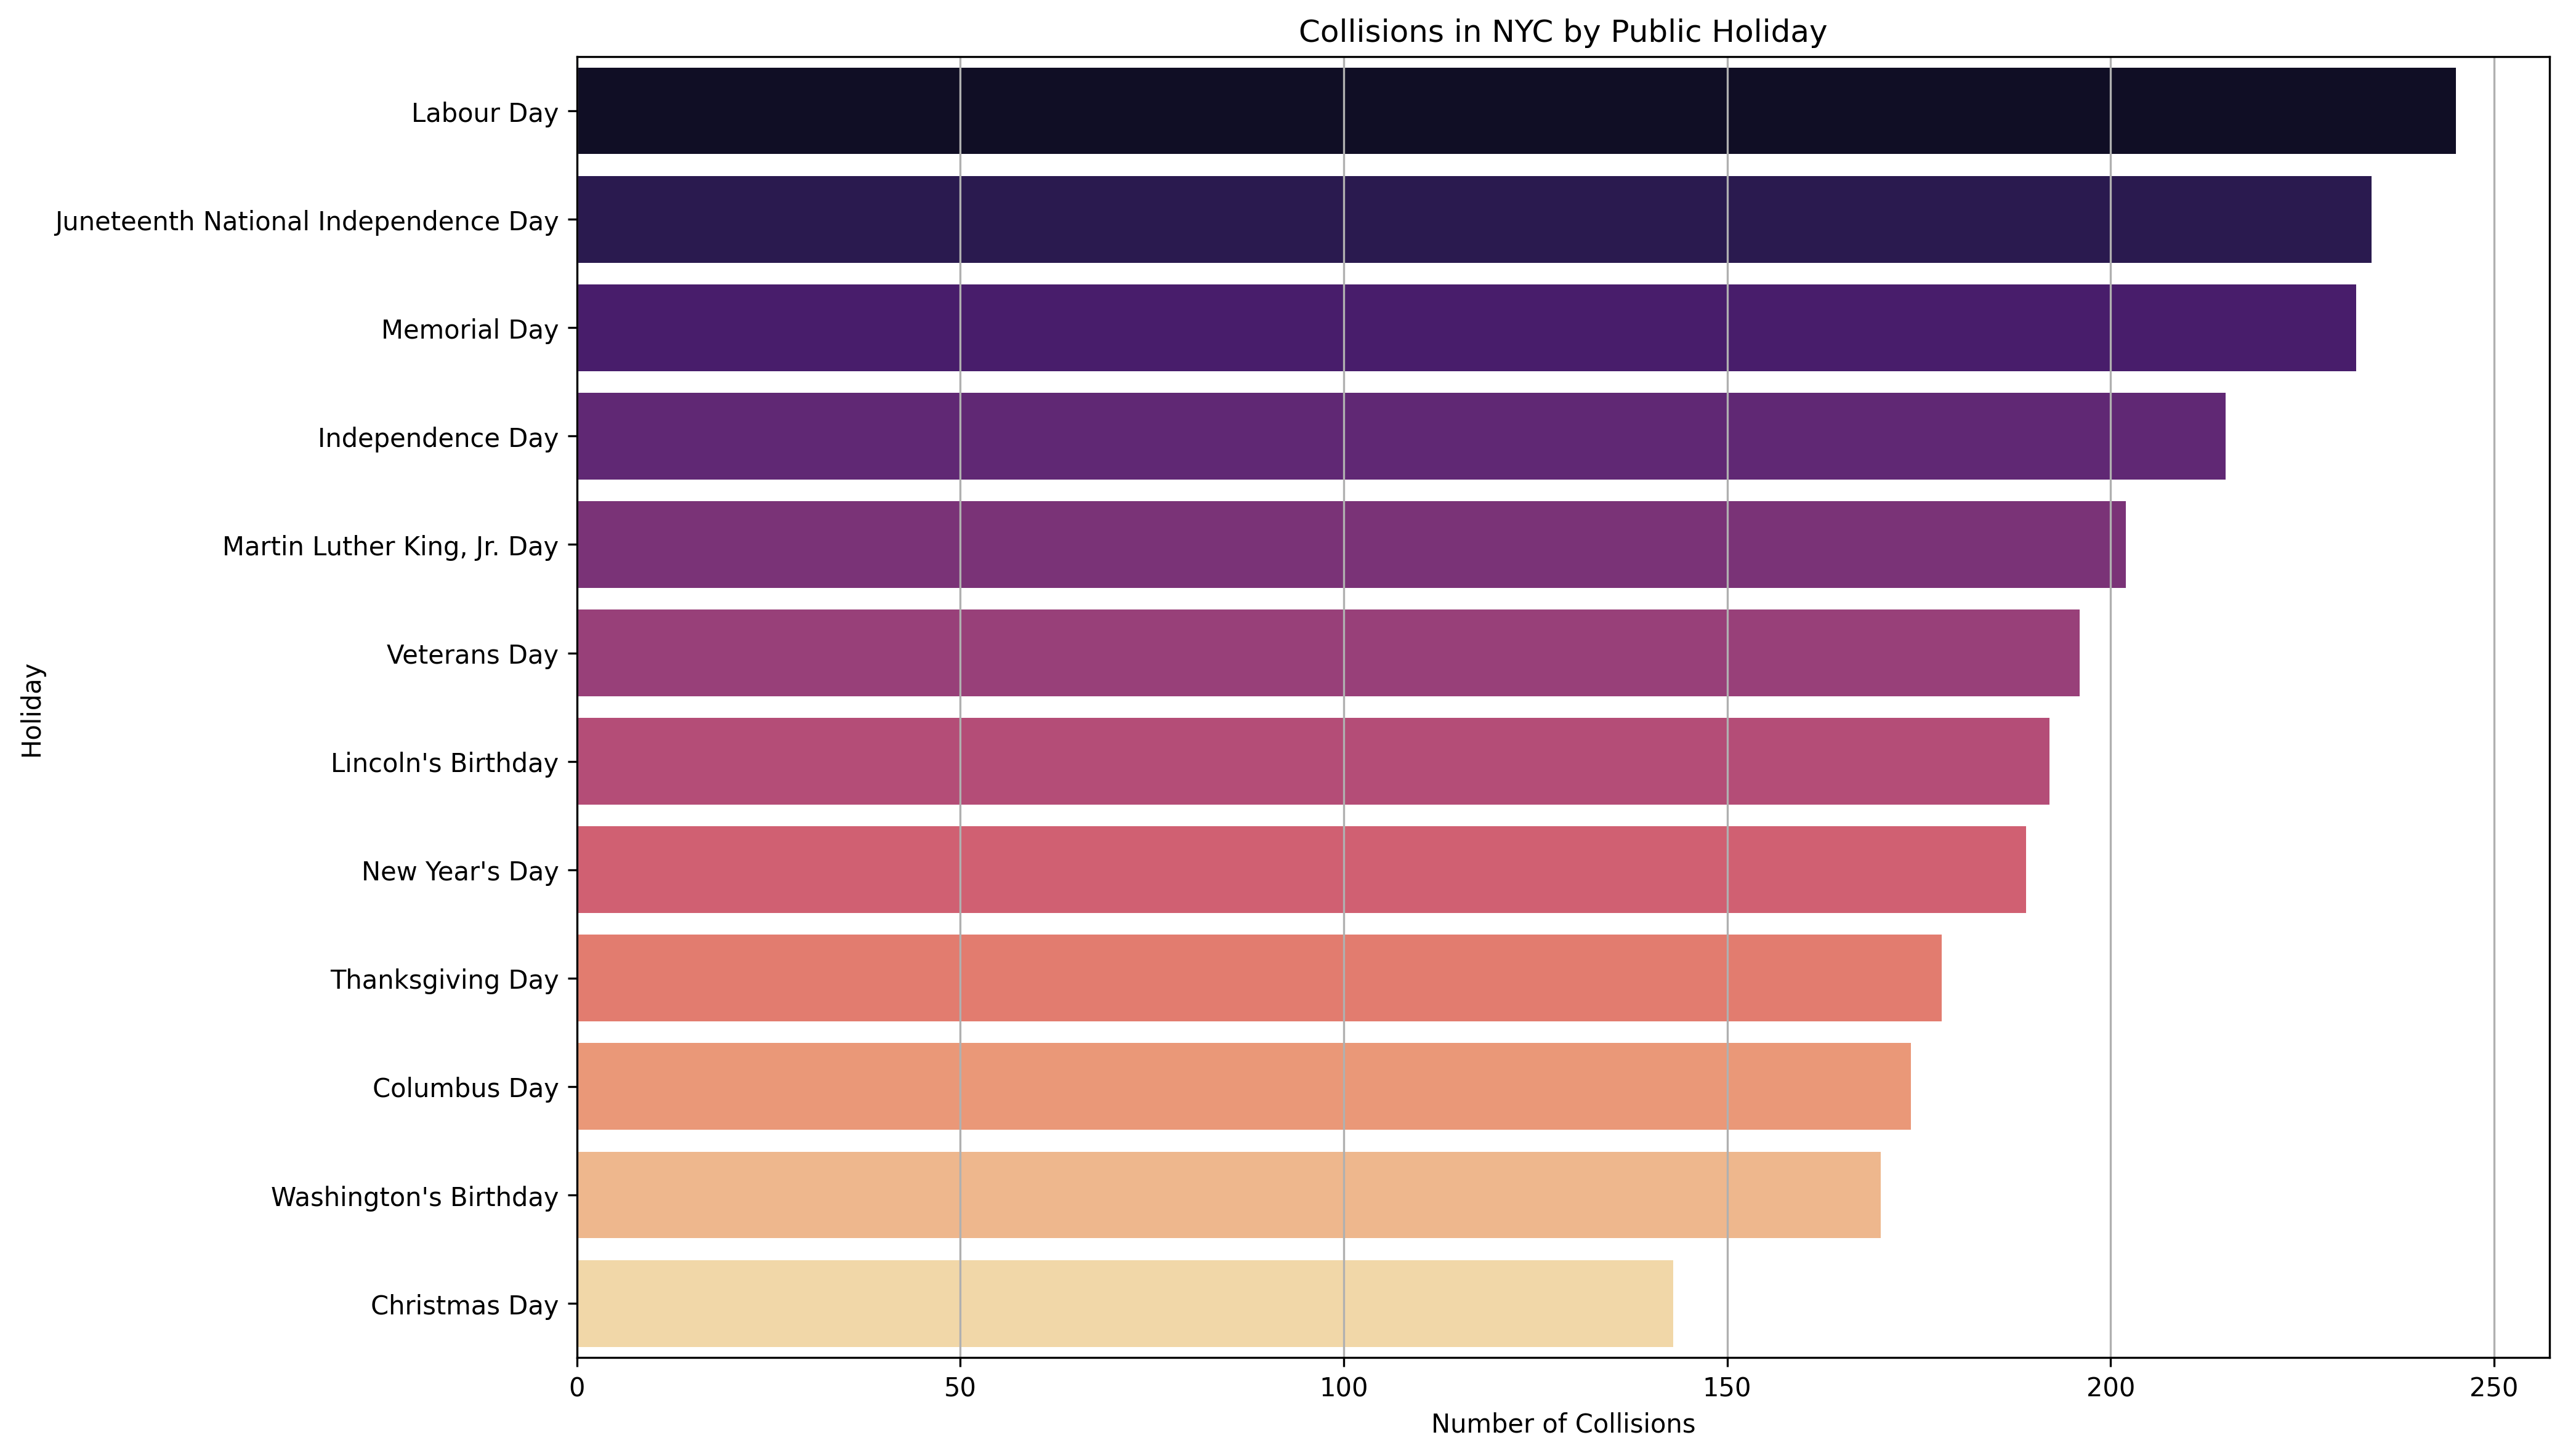 Collisions in NYC by Public Holiday
Holiday
Labour Day
Juneteenth National Independence Day
Memorial Day
Independence Day
Martin Luther King, Jr. Day
Veterans Day
Lincoln's Birthday
New Year's Day
Thanksgiving Day
Columbus Day
Washington's Birthday
Christmas Day
0 50 100 150 200 250
Number of Collisions